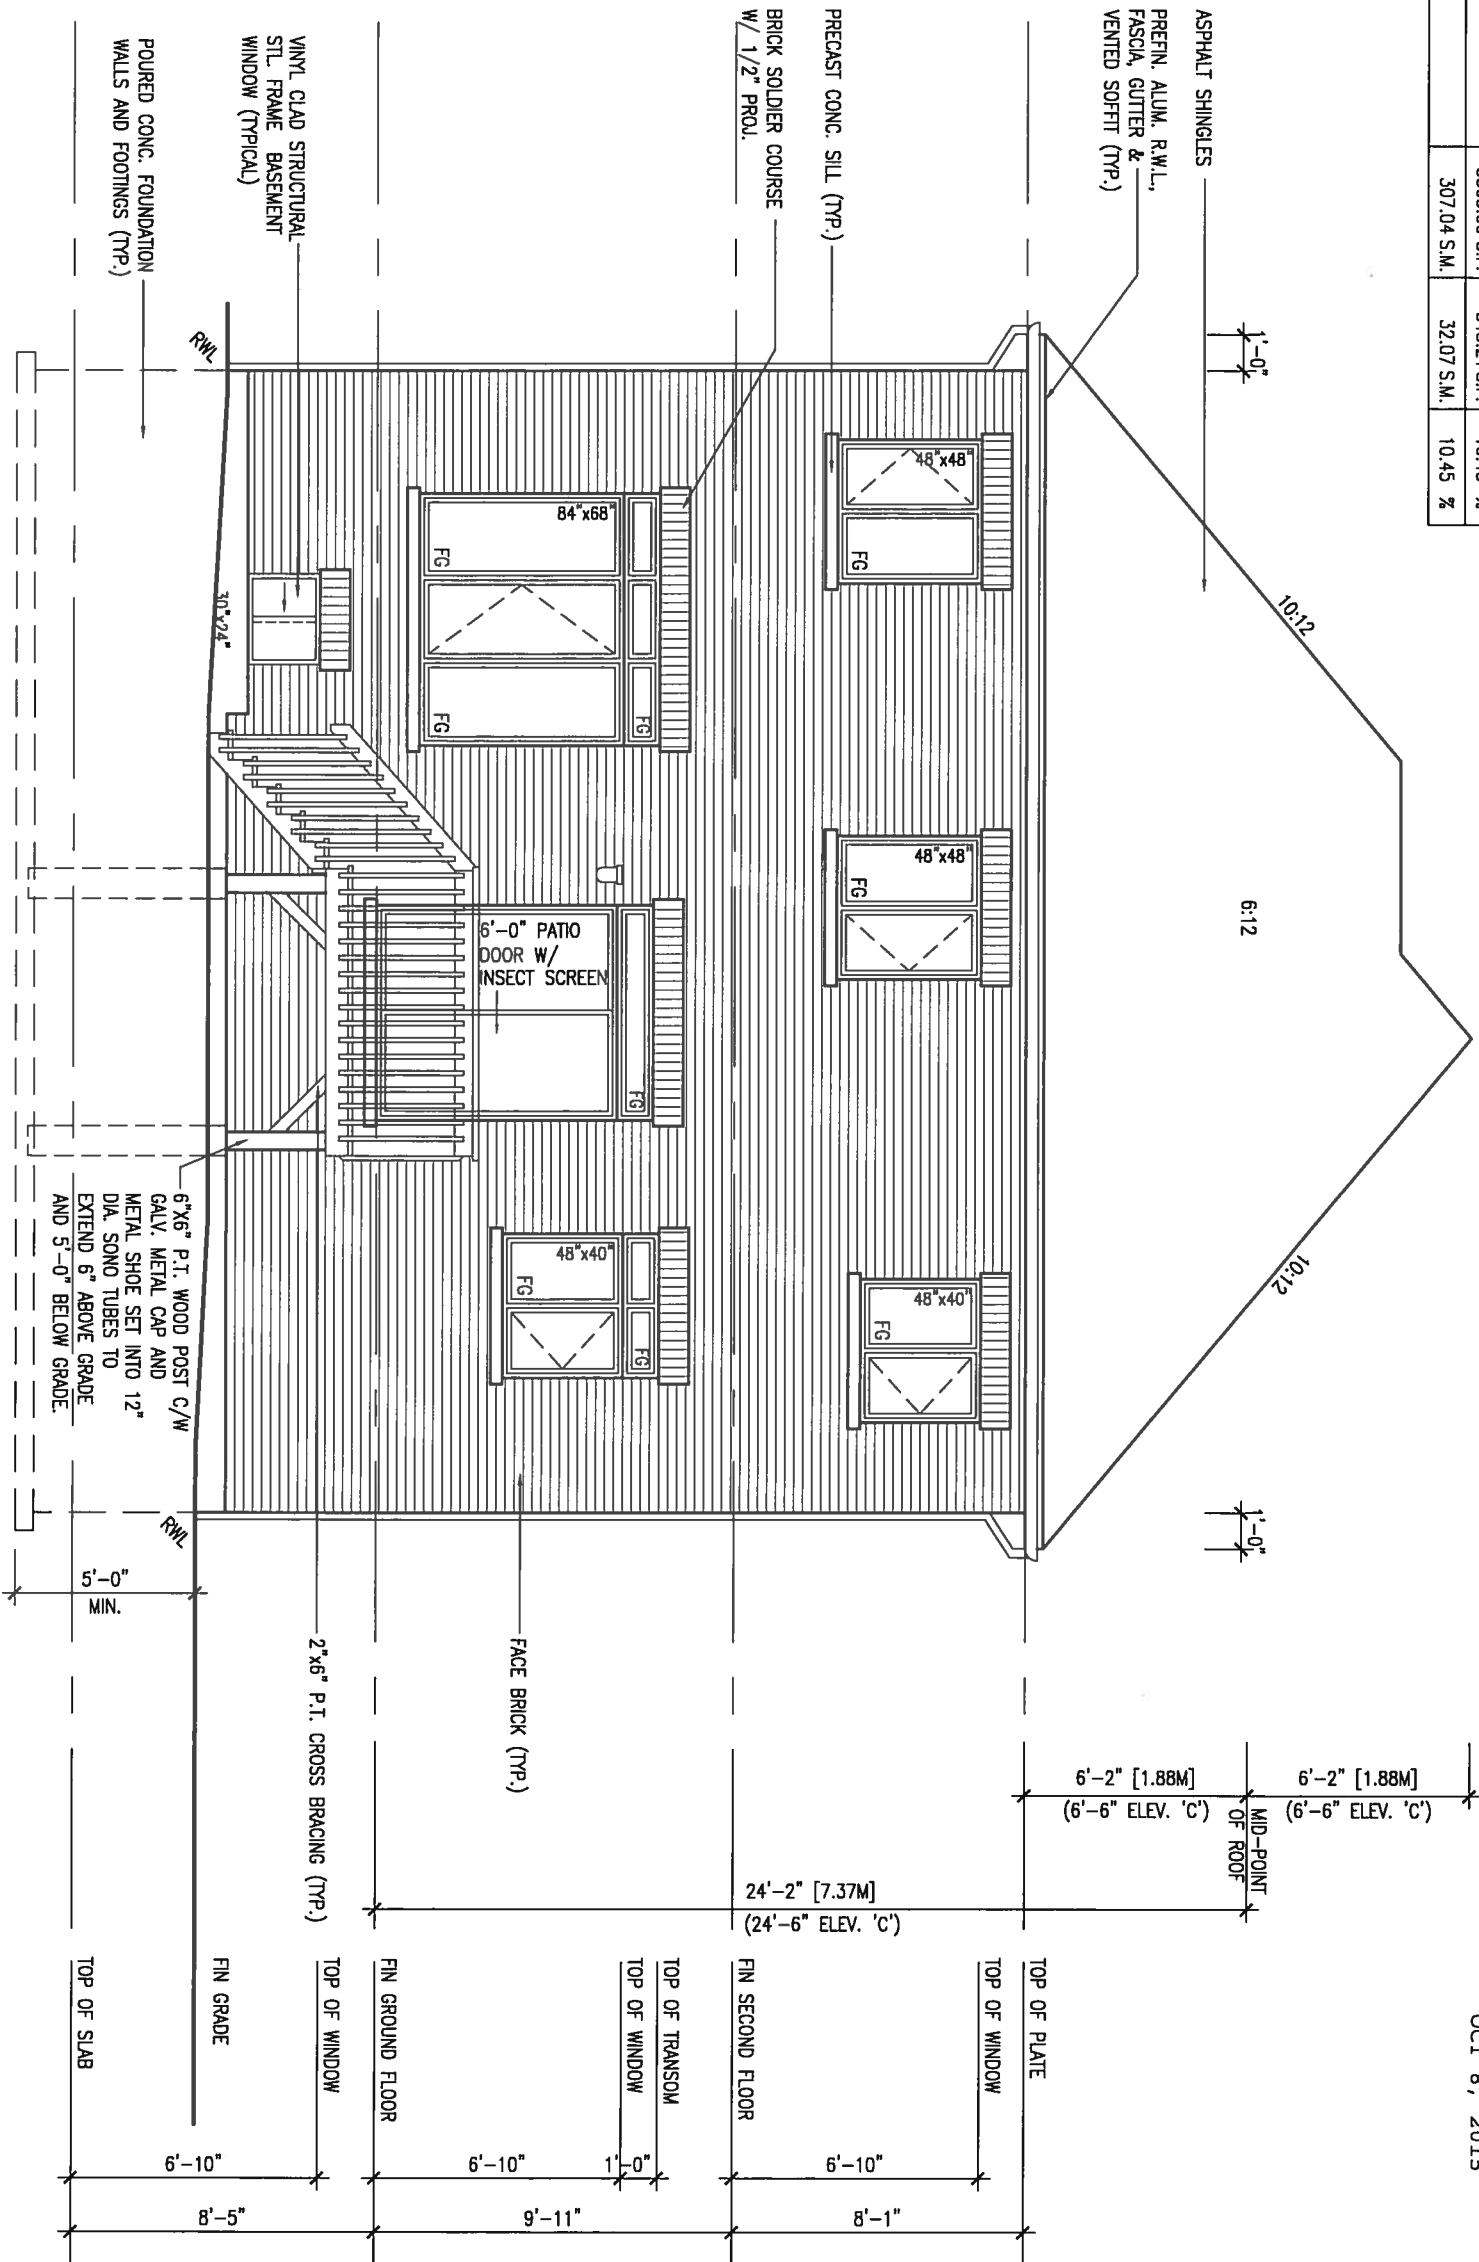 307.04 S.M.
32.07 S.M.
10.45 %
ASPHALT SHINGLES
PREFIN. ALUM. R.W.L.,
FASCIA, GUTTER &
VENTED SOFFIT (TYP.)
PRECAST CONC. SILL (TYP.)
BRICK SOLDIER COURSE
W/ 1/2" PROJ.
VINYL CLAD STRUCTURAL
STL. FRAME BASEMENT
WINDOW (TYPICAL)
POURED CONC. FOUNDATION
WALLS AND FOOTINGS (TYP.)
1'-0"
10:12
6:12
10:12
1'-0"
48"x48"
FG
48"x48"
FG
48"x40"
FG
84"x68"
FG
FG
FG
6'-0" PATIO
DOOR W/
INSECT SCREEN
FG
48"x40"
FG
FG
30"x24"
RWL
RWL
6"X6" P.T. WOOD POST C/W
GALV. METAL CAP AND
METAL SHOE SET INTO 12"
DIA. SONO TUBES TO
EXTEND 6" ABOVE GRADE
AND 5'-0" BELOW GRADE.
5'-0"
MIN.
FACE BRICK (TYP.)
2"x6" P.T. CROSS BRACING (TYP.)
6'-2" [1.88M]
(6'-6" ELEV. 'C')
MID-POINT
OF ROOF
6'-2" [1.88M]
(6'-6" ELEV. 'C')
24'-2" [7.37M]
(24'-6" ELEV. 'C')
TOP OF PLATE
TOP OF WINDOW
FIN SECOND FLOOR
TOP OF TRANSOM
TOP OF WINDOW
FIN GROUND FLOOR
TOP OF WINDOW
FIN GRADE
TOP OF SLAB
6'-10"
1'-0"
6'-10"
6'-10"
8'-1"
9'-11"
8'-5"
OCT 8, 2015